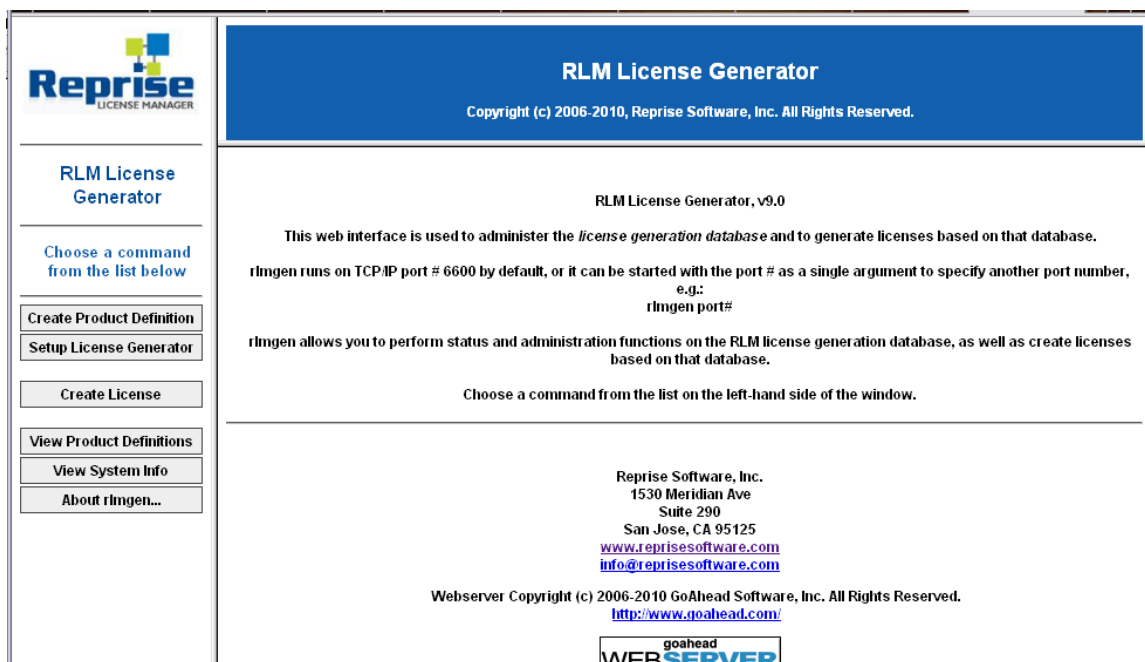 Reprise
LICENSE MANAGER
RLM License
Generator
Choose a command
from the list below
Create Product Definition
Setup License Generator
Create License
View Product Definitions
View System Info
About rlmgen...
RLM License Generator
Copyright (c) 2006-2010, Reprise Software, Inc. All Rights Reserved.
RLM License Generator, v9.0
This web interface is used to administer the license generation database and to generate licenses based on that database.
rlmgen runs on TCP/IP port # 6600 by default, or it can be started with the port # as a single argument to specify another port number,
e.g.:
rlmgen port#
rlmgen allows you to perform status and administration functions on the RLM license generation database, as well as create licenses
based on that database.
Choose a command from the list on the left-hand side of the window.
Reprise Software, Inc.
1530 Meridian Ave
Suite 290
San Jose, CA 95125
www.reprisesoftware.com
info@reprisesoftware.com
Webserver Copyright (c) 2006-2010 GoAhead Software, Inc. All Rights Reserved.
http://www.goahead.com/
goahead
WEBSERVER